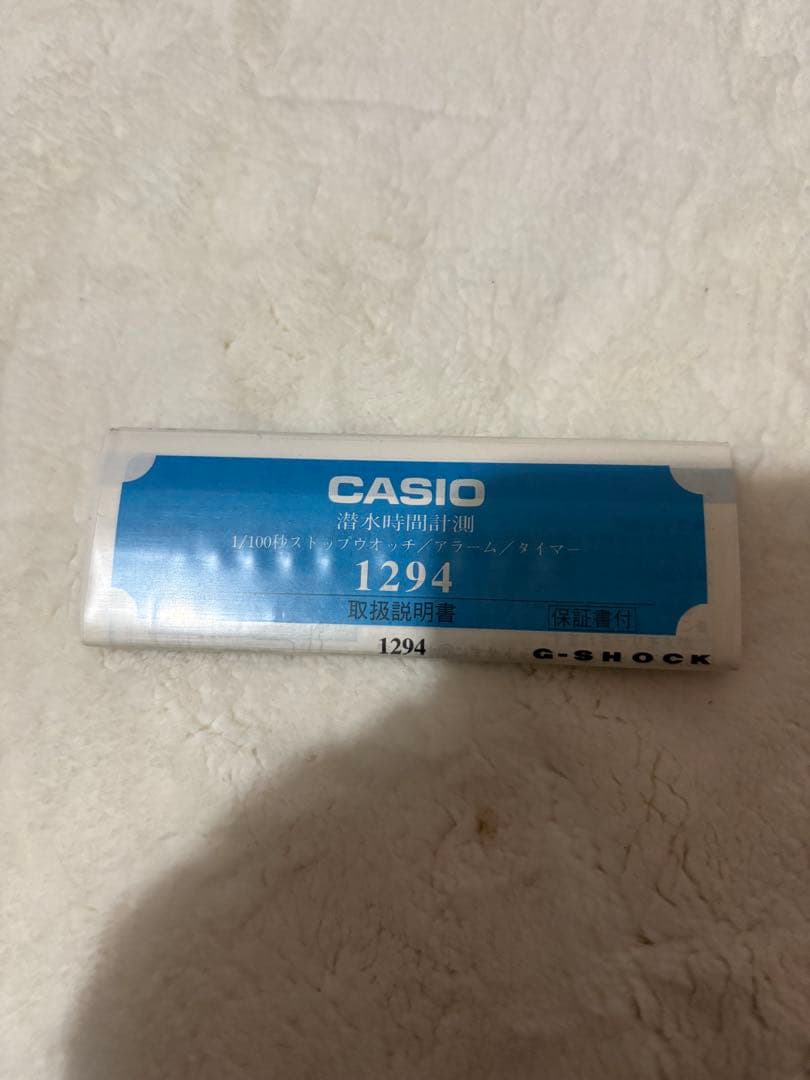 CASIO
潜水時間計測
1/100秒ストップウオッチ／アラーム／タイマー
1294
取扱説明書 保証書付
1294 G-SHOCK